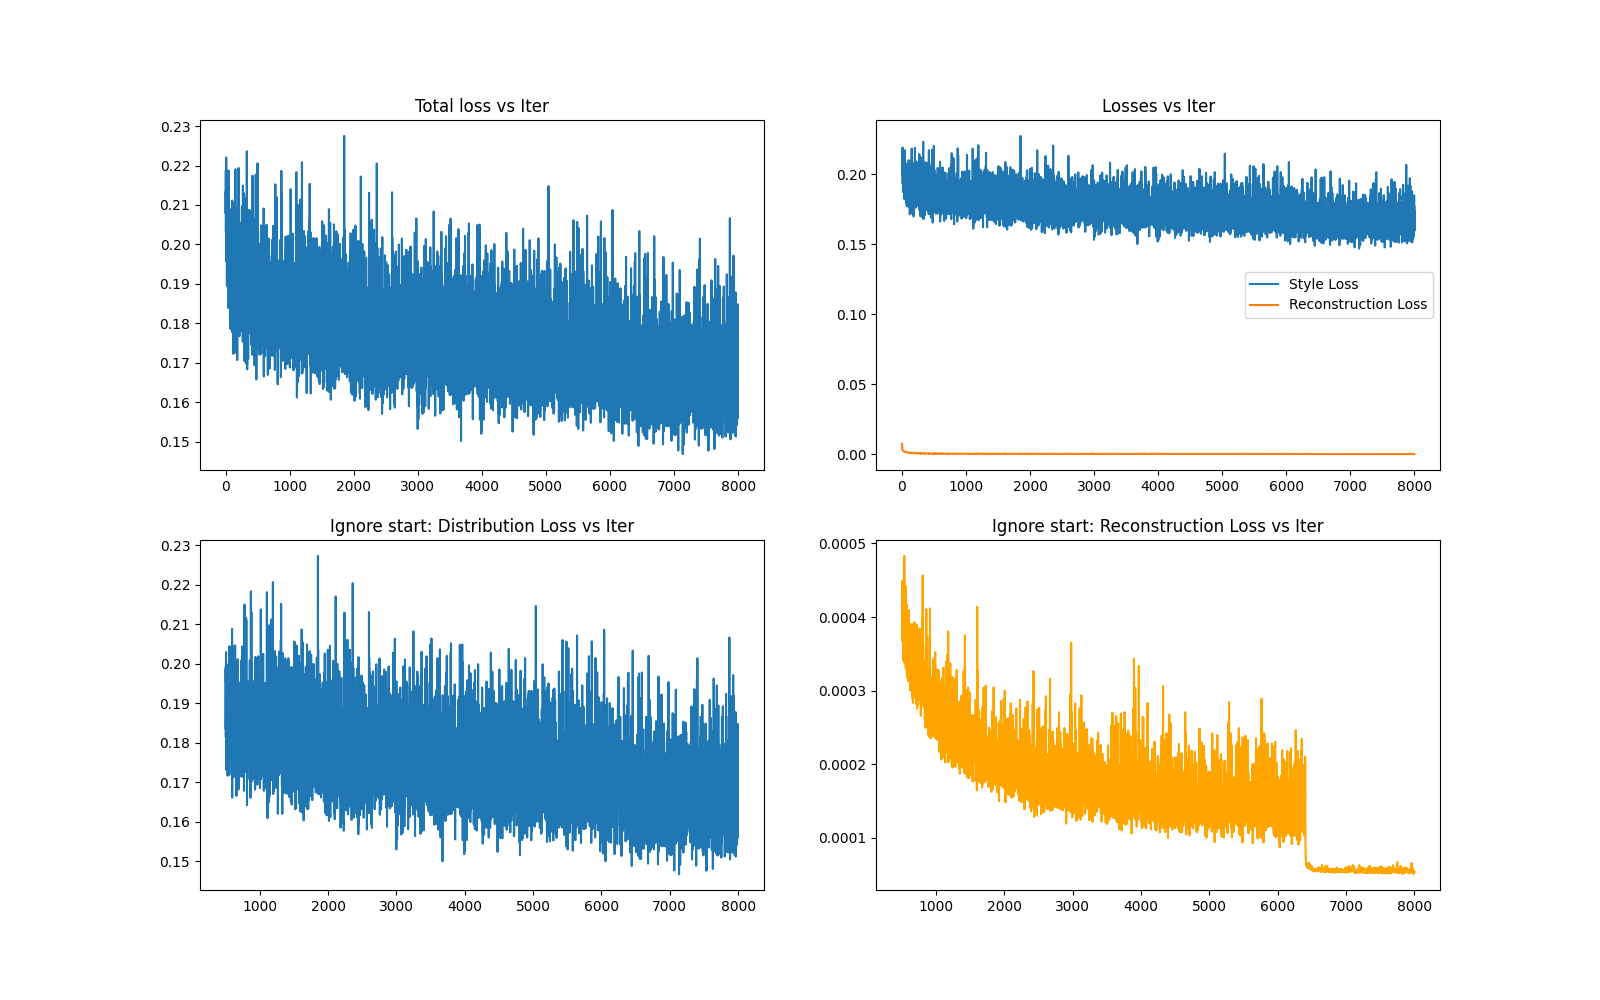 Total loss vs Iter
0.23
0.22
0.21
0.20
0.19
0.18
0.17
0.16
0.15
0 1000 2000 3000 4000 5000 6000 7000 8000
Losses vs Iter
0.20
0.15
0.10
0.05
0.00
Style Loss
Reconstruction Loss
0 1000 2000 3000 4000 5000 6000 7000 8000
Ignore start: Distribution Loss vs Iter
0.23
0.22
0.21
0.20
0.19
0.18
0.17
0.16
0.15
1000 2000 3000 4000 5000 6000 7000 8000
Ignore start: Reconstruction Loss vs Iter
0.0005
0.0004
0.0003
0.0002
0.0001
1000 2000 3000 4000 5000 6000 7000 8000